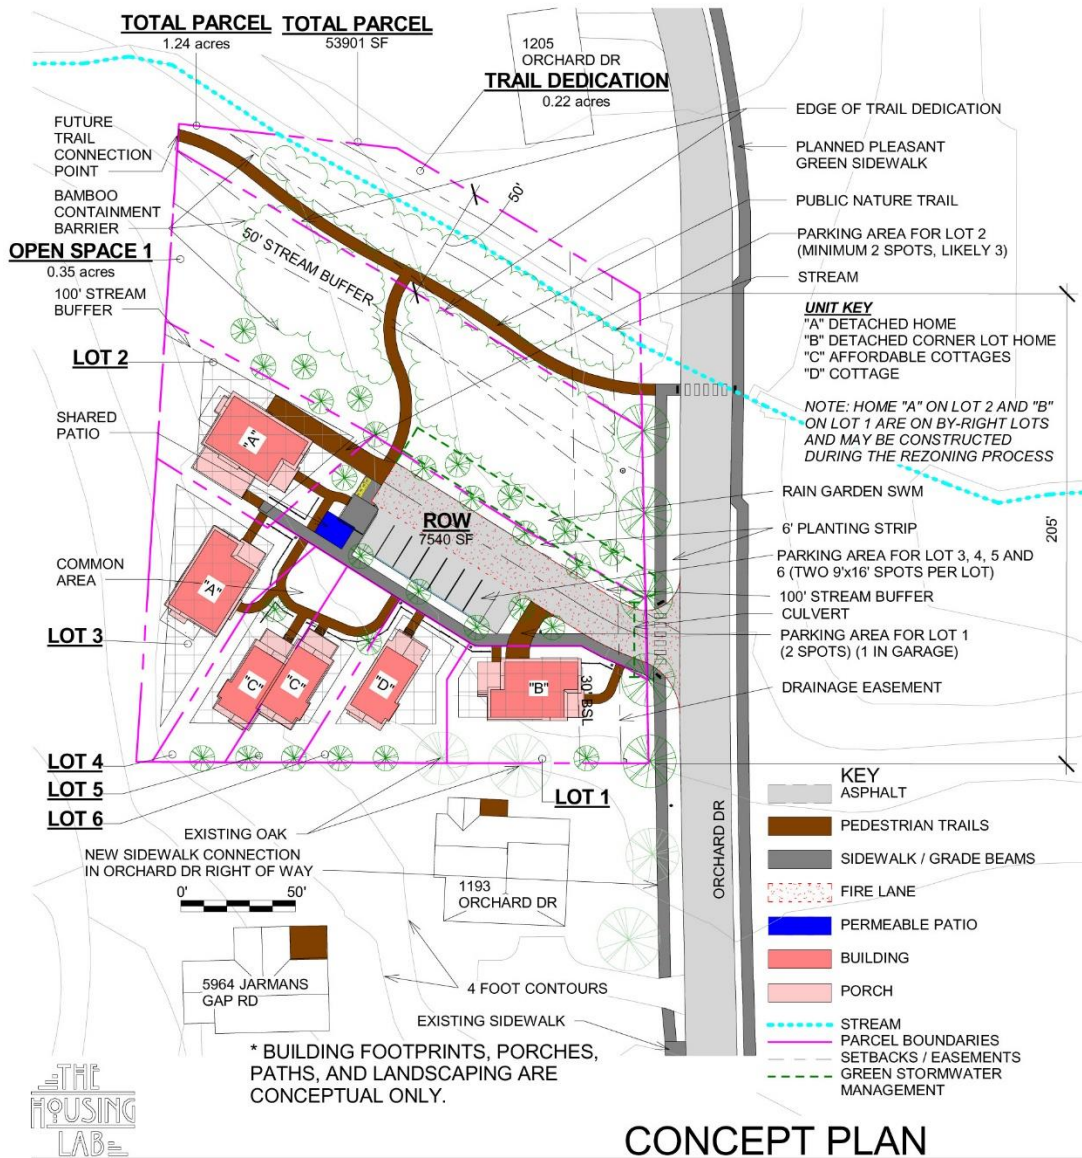 TOTAL PARCEL
1.24 acres
TOTAL PARCEL
53901 SF
1205
ORCHARD DR
TRAIL DEDICATION
0.22 acres
FUTURE
TRAIL
CONNECTION
POINT
BAMBOO
CONTAINMENT
BARRIER
OPEN SPACE 1
0.35 acres
100' STREAM
BUFFER
LOT 2
SHARED
PATIO
COMMON
AREA
LOT 3
LOT 4
LOT 5
LOT 6
50'
50' STREAM BUFFER
"A"
"A"
"C"
"C"
"D"
"B"
30' BSL
ROW
7540 SF
LOT 1
EDGE OF TRAIL DEDICATION
PLANNED PLEASANT
GREEN SIDEWALK
PUBLIC NATURE TRAIL
PARKING AREA FOR LOT 2
(MINIMUM 2 SPOTS, LIKELY 3)
STREAM
UNIT KEY
"A" DETACHED HOME
"B" DETACHED CORNER LOT HOME
"C" AFFORDABLE COTTAGES
"D" COTTAGE
NOTE: HOME "A" ON LOT 2 AND "B"
ON LOT 1 ARE ON BY-RIGHT LOTS
AND MAY BE CONSTRUCTED
DURING THE REZONING PROCESS
RAIN GARDEN SWM
6' PLANTING STRIP
PARKING AREA FOR LOT 3, 4, 5 AND
6 (TWO 9'x16' SPOTS PER LOT)
100' STREAM BUFFER
CULVERT
PARKING AREA FOR LOT 1
(2 SPOTS) (1 IN GARAGE)
DRAINAGE EASEMENT
205'
EXISTING OAK
NEW SIDEWALK CONNECTION
IN ORCHARD DR RIGHT OF WAY
0'
50'
1193
ORCHARD DR
5964 JARMANS
GAP RD
4 FOOT CONTOURS
EXISTING SIDEWALK
ORCHARD DR
KEY
ASPHALT
PEDESTRIAN TRAILS
SIDEWALK / GRADE BEAMS
FIRE LANE
PERMEABLE PATIO
BUILDING
PORCH
STREAM
PARCEL BOUNDARIES
SETBACKS / EASEMENTS
GREEN STORMWATER
MANAGEMENT
* BUILDING FOOTPRINTS, PORCHES,
PATHS, AND LANDSCAPING ARE
CONCEPTUAL ONLY.
THE
HOUSING
LAB
CONCEPT PLAN